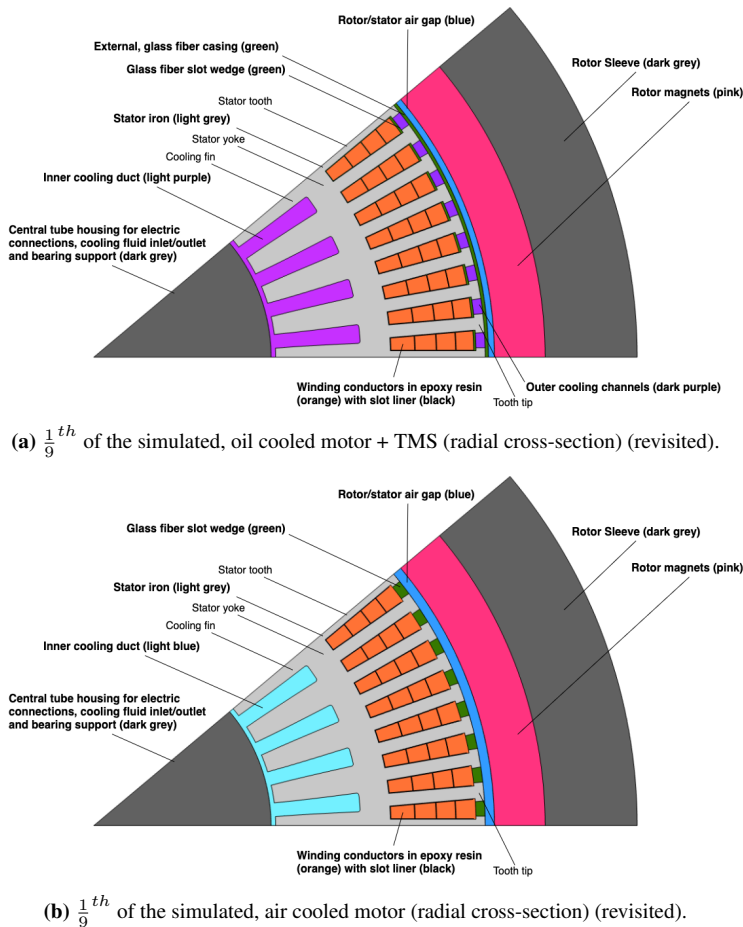 Rotor/stator air gap (blue)
External, glass fiber casing (green)
Glass fiber slot wedge (green)
Rotor Sleeve (dark grey)
Stator tooth
Rotor magnets (pink)
Stator iron (light grey)
Stator yoke
Cooling fin
Inner cooling duct (light purple)
Central tube housing for electric
connections, cooling fluid inlet/outlet
and bearing support (dark grey)
Winding conductors in epoxy resin
(orange) with slot liner (black)
Outer cooling channels (dark purple)
Tooth tip
(a) 1/9 th of the simulated, oil cooled motor + TMS (radial cross-section) (revisited).
Rotor/stator air gap (blue)
Glass fiber slot wedge (green)
Rotor Sleeve (dark grey)
Stator tooth
Rotor magnets (pink)
Stator iron (light grey)
Stator yoke
Cooling fin
Inner cooling duct (light blue)
Central tube housing for electric
connections, cooling fluid inlet/outlet
and bearing support (dark grey)
Winding conductors in epoxy resin
(orange) with slot liner (black)
Tooth tip
(b) 1/9 th of the simulated, air cooled motor (radial cross-section) (revisited).